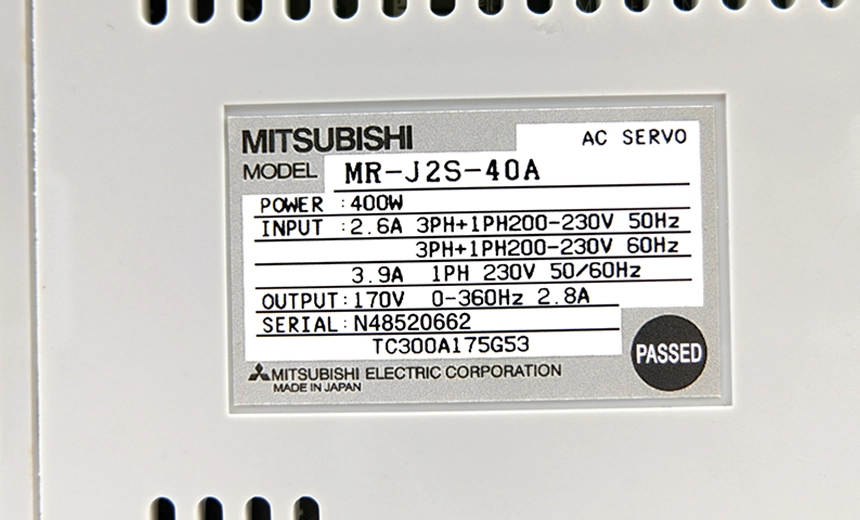 MITSUBISHI
AC SERVO
MODEL MR-J2S-40A
POWER :400W
INPUT :2.6A 3PH+1PH200-230V 50Hz
3PH+1PH200-230V 60Hz
3.9A 1PH 230V 50/60Hz
OUTPUT:170V 0-360Hz 2.8A
SERIAL:N48520662
TC300A175G53
PASSED
MITSUBISHI ELECTRIC CORPORATION
MADE IN JAPAN